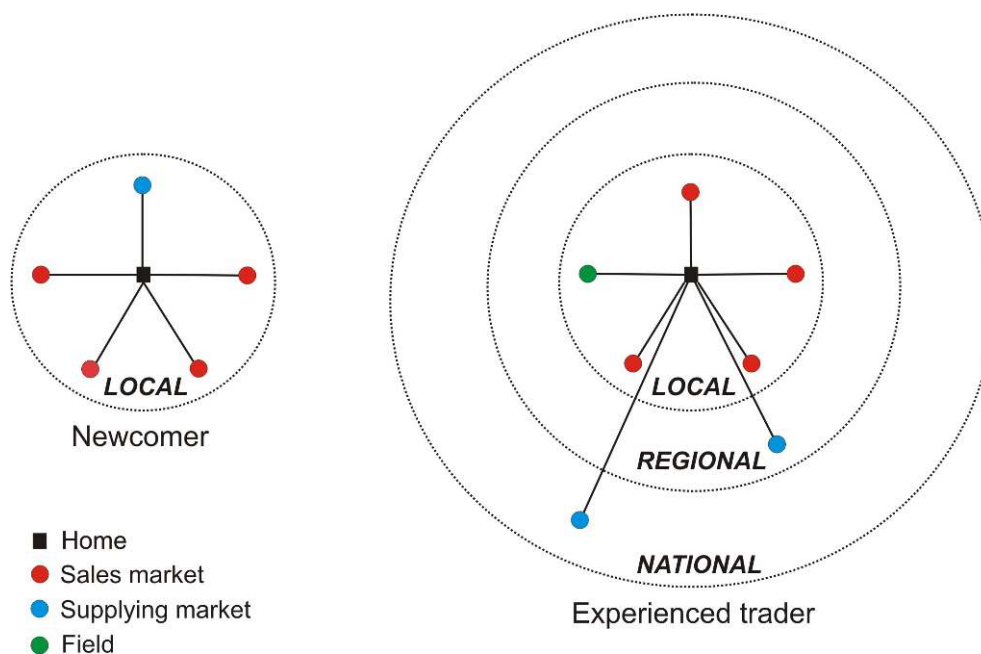 LOCAL
Newcomer
LOCAL
REGIONAL
NATIONAL
Experienced trader
Home
Sales market
Supplying market
Field